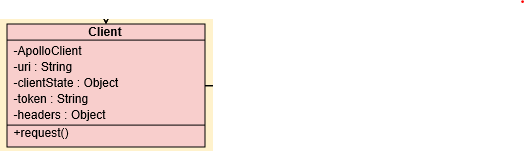 Client
-ApolloClient
-uri : String
-clientState : Object
-token : String
-headers : Object
+request()